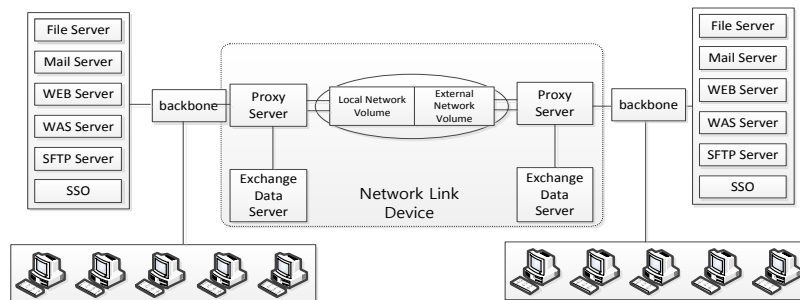 File Server
Mail Server
WEB Server
WAS Server
SFTP Server
SSO
backbone
Proxy
Server
Exchange
Data
Server
Local Network
Volume
External
Network
Volume
Network Link
Device
Proxy
Server
Exchange
Data
Server
backbone
File Server
Mail Server
WEB Server
WAS Server
SFTP Server
SSO